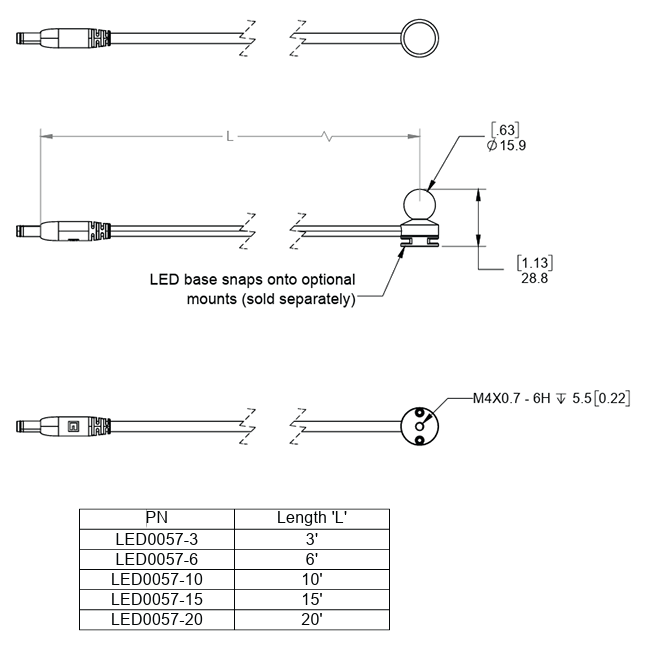 L
[.63]
Ø15.9
LED base snaps onto optional
mounts (sold separately)
[1.13]
28.8
M4X0.7 - 6H ↧ 5.5[0.22]
PN Length 'L'
LED0057-3 3'
LED0057-6 6'
LED0057-10 10'
LED0057-15 15'
LED0057-20 20'